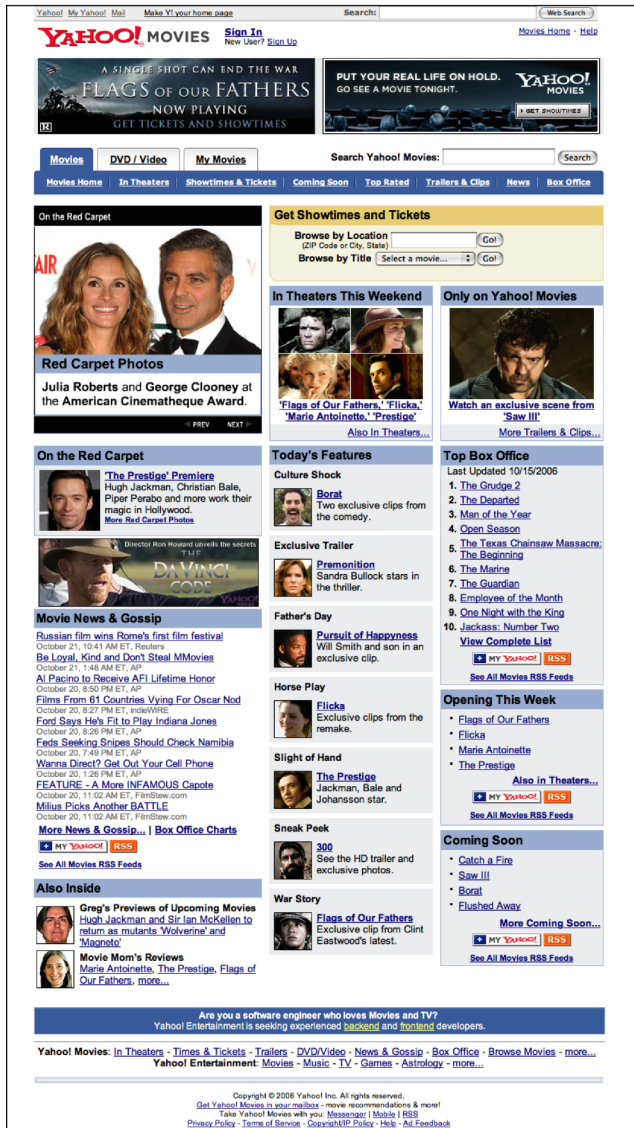 Yahoo! My Yahoo! Mail Make Y! your home page Search: Web Search
YAHOO! MOVIES Sign In
New User? Sign Up
Movies Home - Help
A SINGLE SHOT CAN END THE WAR
FLAGS OF OUR FATHERS
NOW PLAYING
GET TICKETS AND SHOWTIMES
R
PUT YOUR REAL LIFE ON HOLD.
GO SEE A MOVIE TONIGHT.
YAHOO!
MOVIES
GET SHOWTIMES
Movies DVD / Video My Movies Search Yahoo! Movies: Search
Movies Home In Theaters Showtimes & Tickets Coming Soon Top Rated Trailers & Clips News Box Office
On the Red Carpet
AIR
Red Carpet Photos
Julia Roberts and George Clooney at
the American Cinematheque Award.
PREV NEXT
Get Showtimes and Tickets
Browse by Location
(ZIP Code or City, State)
Go!
Browse by Title Select a movie... Go!
In Theaters This Weekend
'Flags of Our Fathers,' 'Flicka,'
'Marie Antoinette,' 'Prestige'
Also In Theaters...
Only on Yahoo! Movies
Watch an exclusive scene from
'Saw III'
More Trailers & Clips...
On the Red Carpet
'The Prestige' Premiere
Hugh Jackman, Christian Bale,
Piper Perabo and more work their
magic in Hollywood.
More Red Carpet Photos
Director Ron Howard unveils the secrets
THE
DA VINCI
CODE
YAHOO!
Movie News & Gossip
Russian film wins Rome's first film festival
October 21, 10:41 AM ET, Reuters
Be Loyal, Kind and Don't Steal MMovies
October 21, 1:48 AM ET, AP
Al Pacino to Receive AFI Lifetime Honor
October 20, 8:50 PM ET, AP
Films From 61 Countries Vying For Oscar Nod
October 20, 8:27 PM ET, indieWIRE
Ford Says He's Fit to Play Indiana Jones
October 20, 8:26 PM ET, AP
Feds Seeking Snipes Should Check Namibia
October 20, 7:49 PM ET, AP
Wanna Direct? Get Out Your Cell Phone
October 20, 1:26 PM ET, AP
FEATURE - A More INFAMOUS Capote
October 20, 11:02 AM ET, FilmStew.com
Milius Picks Another BATTLE
October 20, 11:02 AM ET, FilmStew.com
More News & Gossip... | Box Office Charts
+ MY YAHOO! RSS
See All Movies RSS Feeds
Also Inside
Greg's Previews of Upcoming Movies
Hugh Jackman and Sir Ian McKellen to
return as mutants 'Wolverine' and
'Magneto'
Movie Mom's Reviews
Marie Antoinette, The Prestige, Flags of
Our Fathers, more...
Today's Features
Culture Shock
Borat
Two exclusive clips from
the comedy.
Exclusive Trailer
Premonition
Sandra Bullock stars in
the thriller.
Father's Day
Pursuit of Happyness
Will Smith and son in an
exclusive clip.
Horse Play
Flicka
Exclusive clips from the
remake.
Slight of Hand
The Prestige
Jackman, Bale and
Johansson star.
Sneak Peek
300
See the HD trailer and
exclusive photos.
War Story
Flags of Our Fathers
Exclusive clip from Clint
Eastwood's latest.
Top Box Office
Last Updated 10/15/2006
1. The Grudge 2
2. The Departed
3. Man of the Year
4. Open Season
5. The Texas Chainsaw Massacre:
The Beginning
6. The Marine
7. The Guardian
8. Employee of the Month
9. One Night with the King
10. Jackass: Number Two
View Complete List
+ MY YAHOO! RSS
See All Movies RSS Feeds
Opening This Week
• Flags of Our Fathers
• Flicka
• Marie Antoinette
• The Prestige
Also in Theaters...
+ MY YAHOO! RSS
See All Movies RSS Feeds
Coming Soon
• Catch a Fire
• Saw III
• Borat
• Flushed Away
More Coming Soon...
+ MY YAHOO! RSS
See All Movies RSS Feeds
Are you a software engineer who loves Movies and TV?
Yahoo! Entertainment is seeking experienced backend and frontend developers.
Yahoo! Movies: In Theaters - Times & Tickets - Trailers - DVD/Video - News & Gossip - Box Office - Browse Movies - more...
Yahoo! Entertainment: Movies - Music - TV - Games - Astrology - more...
Copyright © 2006 Yahoo! Inc. All rights reserved.
Get Yahoo! Movies in your mailbox - movie recommendations & more!
Take Yahoo! Movies with you: Messenger | Mobile | RSS
Privacy Policy - Terms of Service - Copyright/IP Policy - Help - Ad Feedback